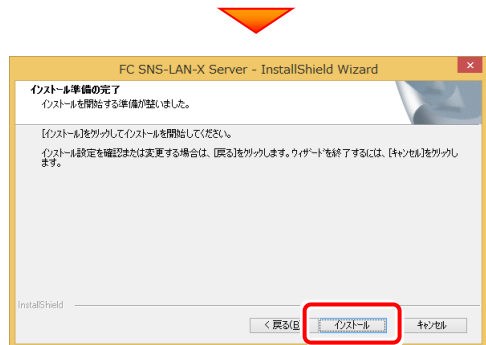 FC SNS-LAN-X Server - InstallShield Wizard
インストール準備の完了
インストールを開始する準備が整いました。
[インストール]をクリックしてインストールを開始してください。
インストール設定を確認または変更する場合は、[戻る]をクリックします。ウィザードを終了するには、[キャンセル]をクリックし
ます。
InstallShield
< 戻る(B
インストール
キャンセル